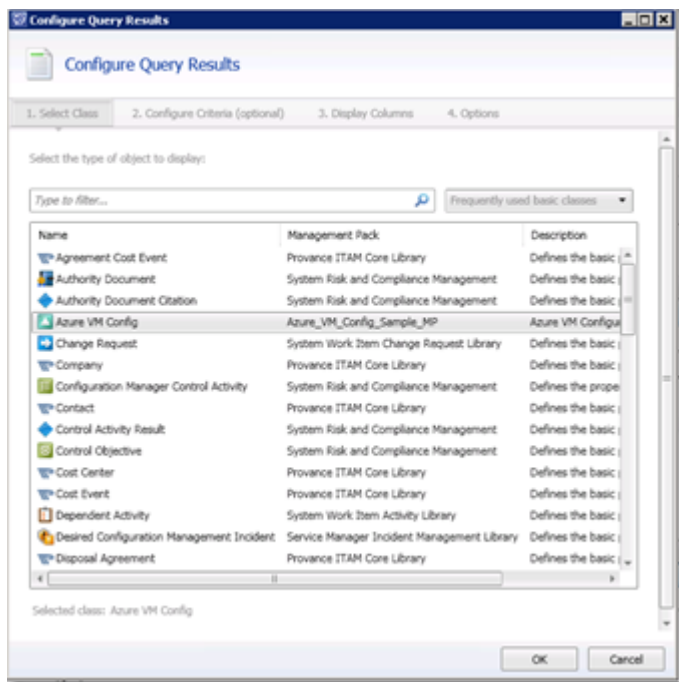 Configure Query Results
Configure Query Results
1. Select Class 2. Configure Criteria (optional) 3. Display Columns 4. Options
Select the type of object to display:
Type to filter... Frequently used basic classes
Name Management Pack Description
Agreement Cost Event Provance ITAM Core Library Defines the basic
Authority Document System Risk and Compliance Management Defines the basic
Authority Document Citation System Risk and Compliance Management Defines the basic
Azure VM Config Azure_VM_Config_Sample_MP Azure VM Configu
Change Request System Work Item Change Request Library Defines the basic
Company Provance ITAM Core Library Defines the basic
Configuration Manager Control Activity System Risk and Compliance Management Defines the prope
Contact Provance ITAM Core Library Defines the basic
Control Activity Result System Risk and Compliance Management Defines the basic
Control Objective System Risk and Compliance Management Defines the basic
Cost Center Provance ITAM Core Library Defines the basic
Cost Event Provance ITAM Core Library Defines the basic
Dependent Activity System Work Item Activity Library Defines the basic
Desired Configuration Management Incident Service Manager Incident Management Library Defines the basic
Disposal Agreement Provance ITAM Core Library Defines the basic
Selected class: Azure VM Config
OK Cancel